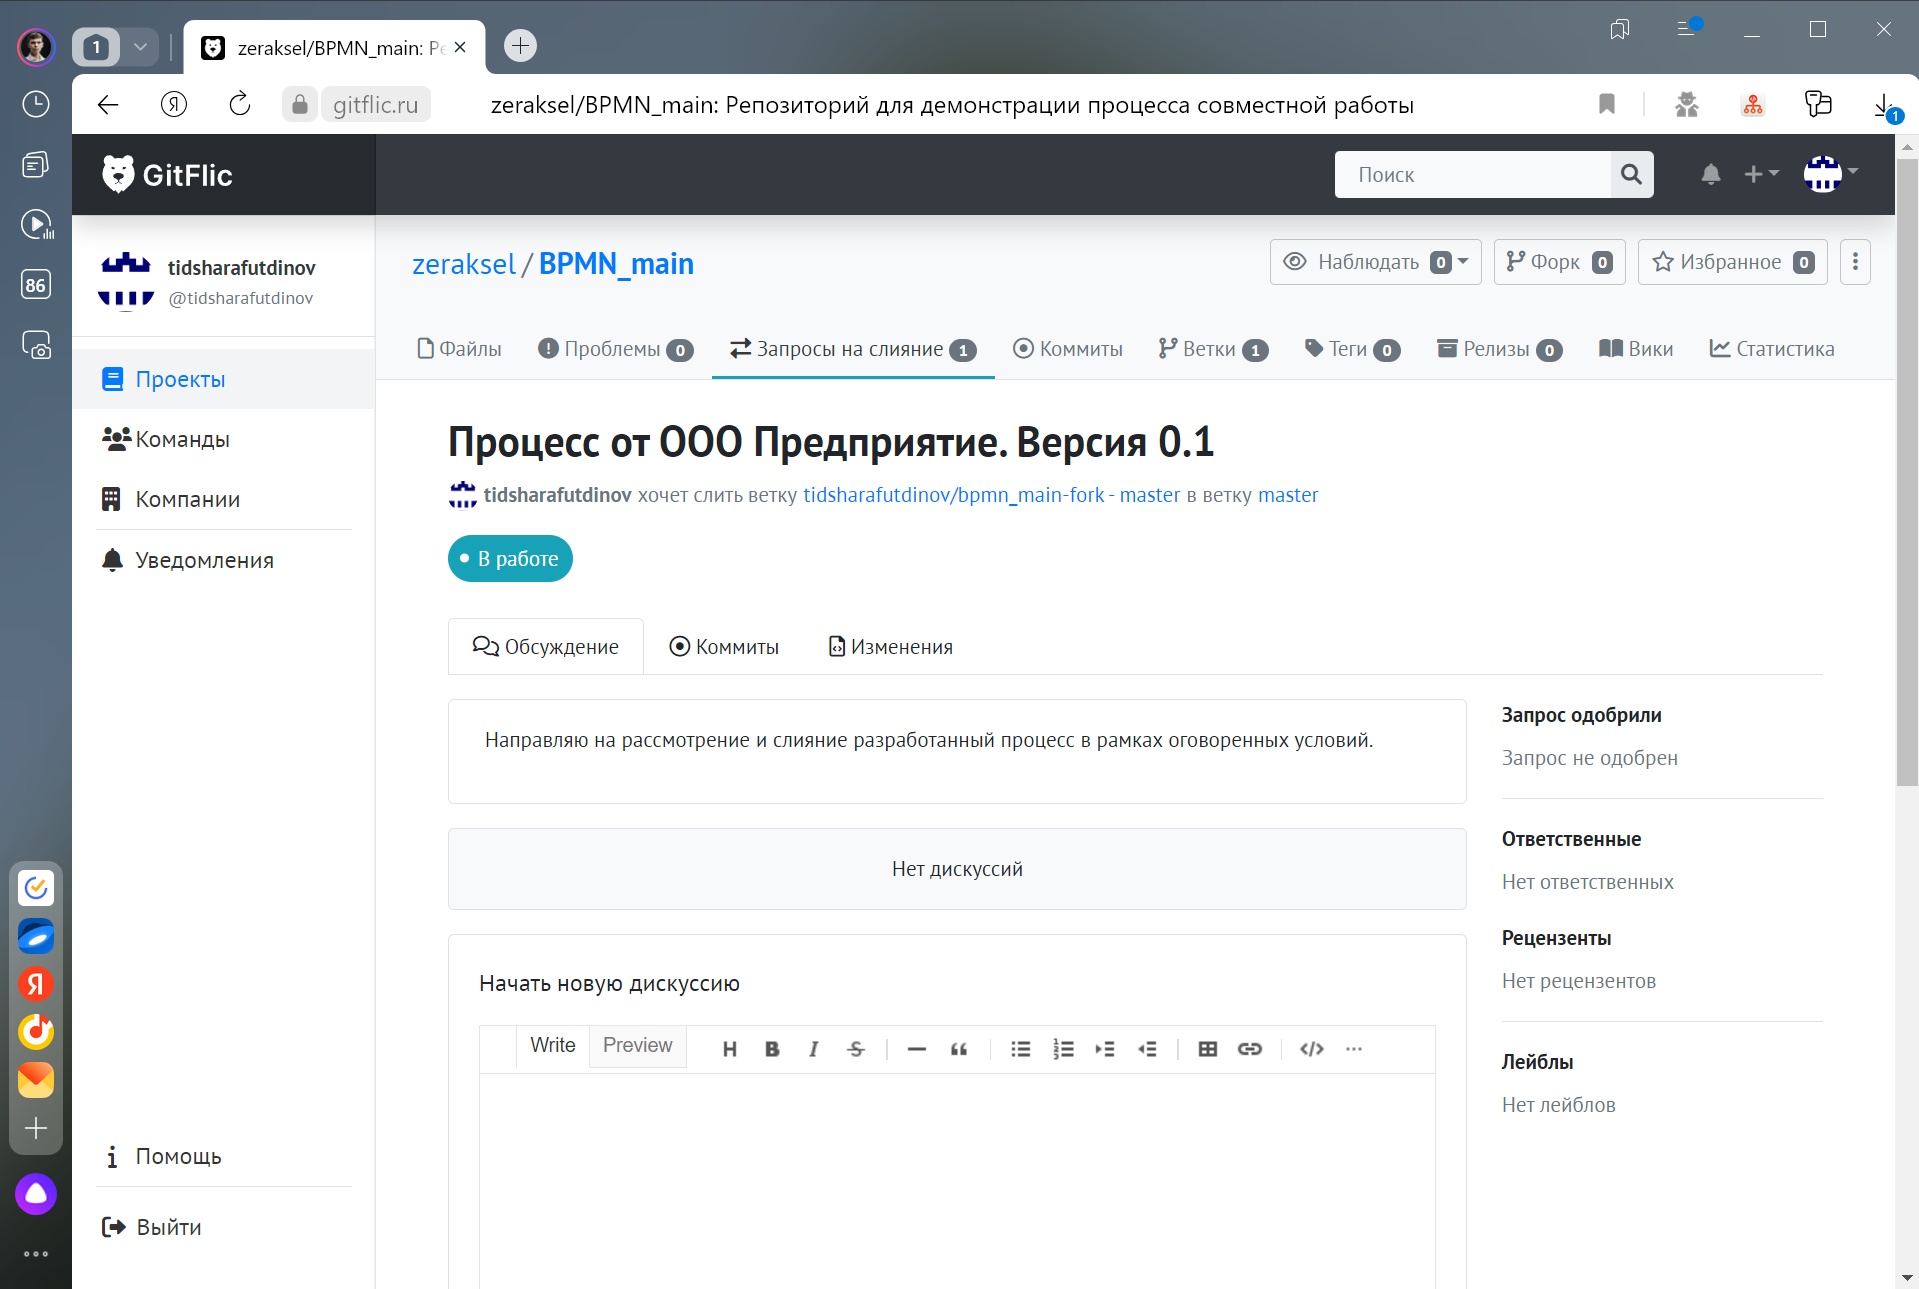 1
zeraksel/BPMN_main: Ре
gitflic.ru
zeraksel/BPMN_main: Репозиторий для демонстрации процесса совместной работы
1
86
GitFlic
Поиск
tidsharafutdinov
@tidsharafutdinov
Проекты
Команды
Компании
Уведомления
Помощь
Выйти
zeraksel / BPMN_main
Наблюдать 0
Форк 0
Избранное 0
Файлы
Проблемы 0
Запросы на слияние 1
Коммиты
Ветки 1
Теги 0
Релизы 0
Вики
Статистика
Процесс от ООО Предприятие. Версия 0.1
tidsharafutdinov хочет слить ветку tidsharafutdinov/bpmn_main-fork - master в ветку master
В работе
Обсуждение
Коммиты
Изменения
Направляю на рассмотрение и слияние разработанный процесс в рамках оговоренных условий.
Нет дискуссий
Начать новую дискуссию
Write
Preview
Запрос одобрили
Запрос не одобрен
Ответственные
Нет ответственных
Рецензенты
Нет рецензентов
Лейблы
Нет лейблов